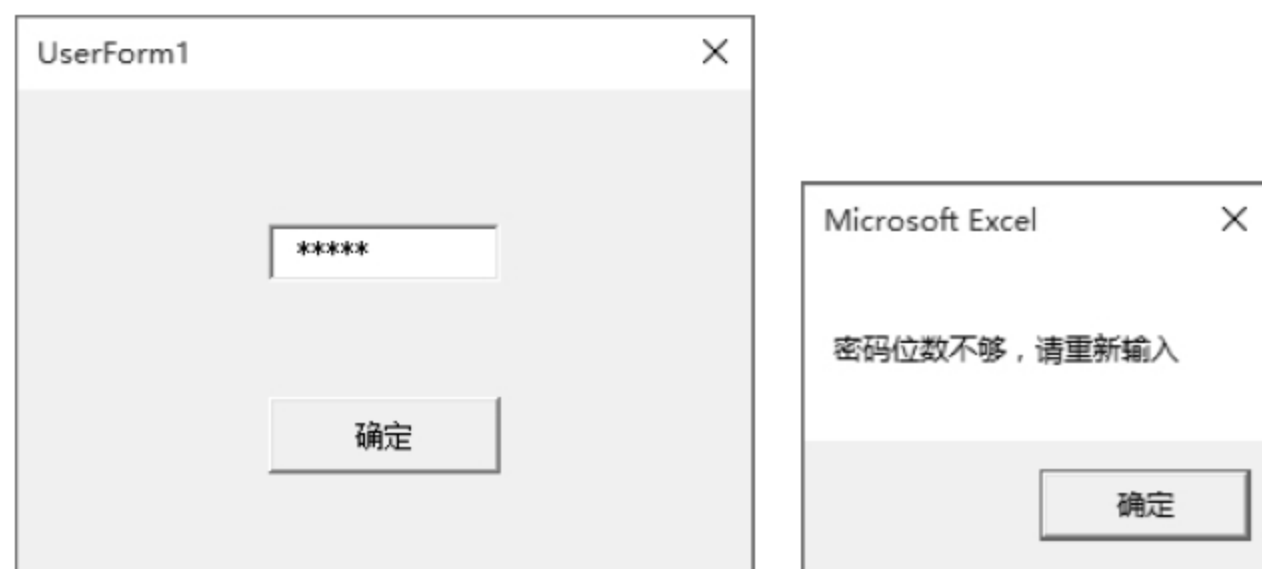 UserForm1
*****
确定
Microsoft Excel
密码位数不够，请重新输入
确定